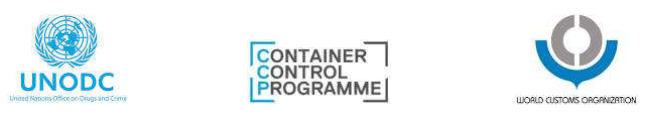 UNODC
United Nations Office on Drugs and Crime
CONTAINER
CONTROL
PROGRAMME
WORLD CUSTOMS ORGANIZATION